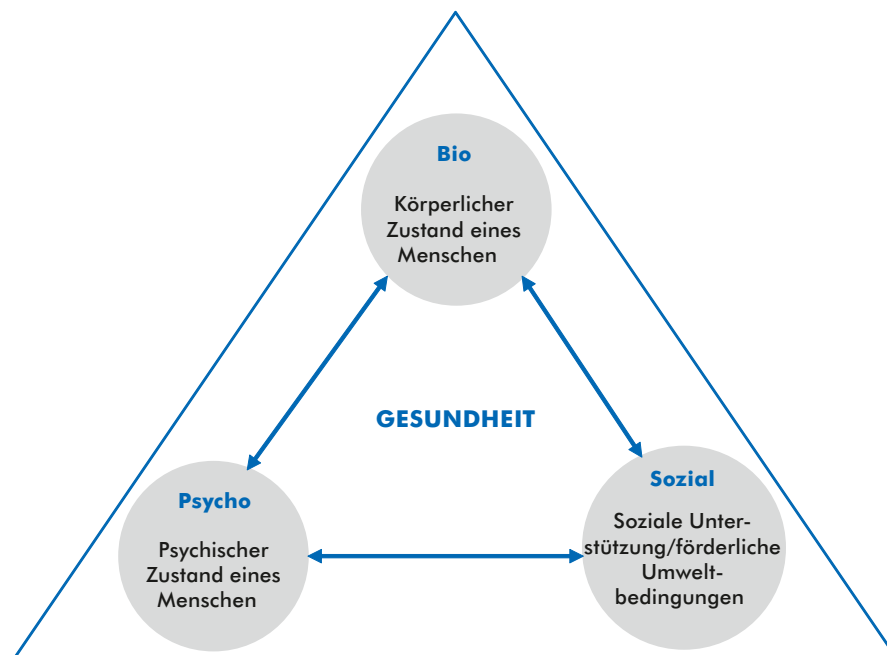 Bio
Körperlicher
Zustand eines
Menschen
GESUNDHEIT
Psycho
Psychischer
Zustand eines
Menschen
Sozial
Soziale Unter-
stützung/förderliche
Umwelt-
bedingungen